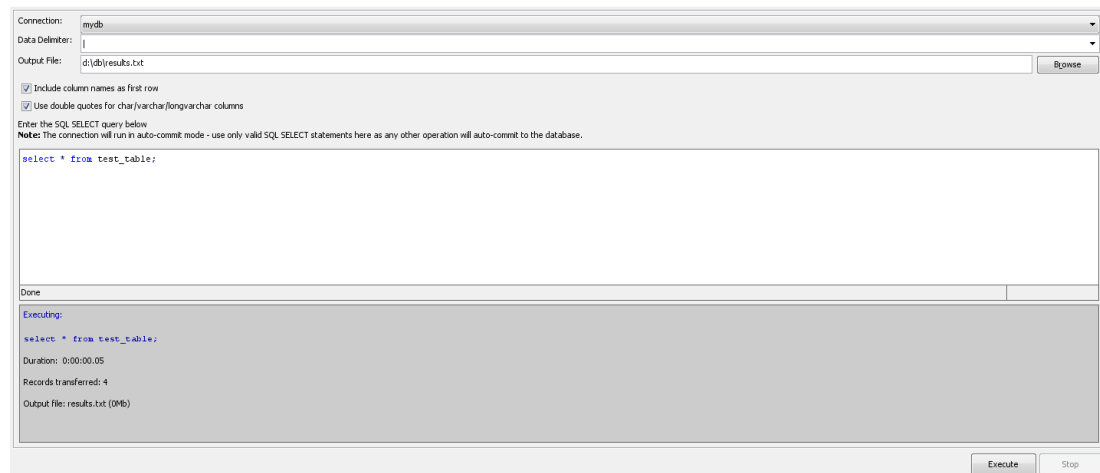 Connection:
mydb
Data Delimiter:
|
Output File:
d:\db\results.txt
Browse
Include column names as first row
Use double quotes for char/varchar/longvarchar columns
Enter the SQL SELECT query below
Note: The connection will run in auto-commit mode - use only valid SQL SELECT statements here as any other operation will auto-commit to the database.
select * from test_table;
Done
Executing:
select * from test_table;
Duration: 0:00:00.05
Records transferred: 4
Output file: results.txt (0Mb)
Execute
Stop